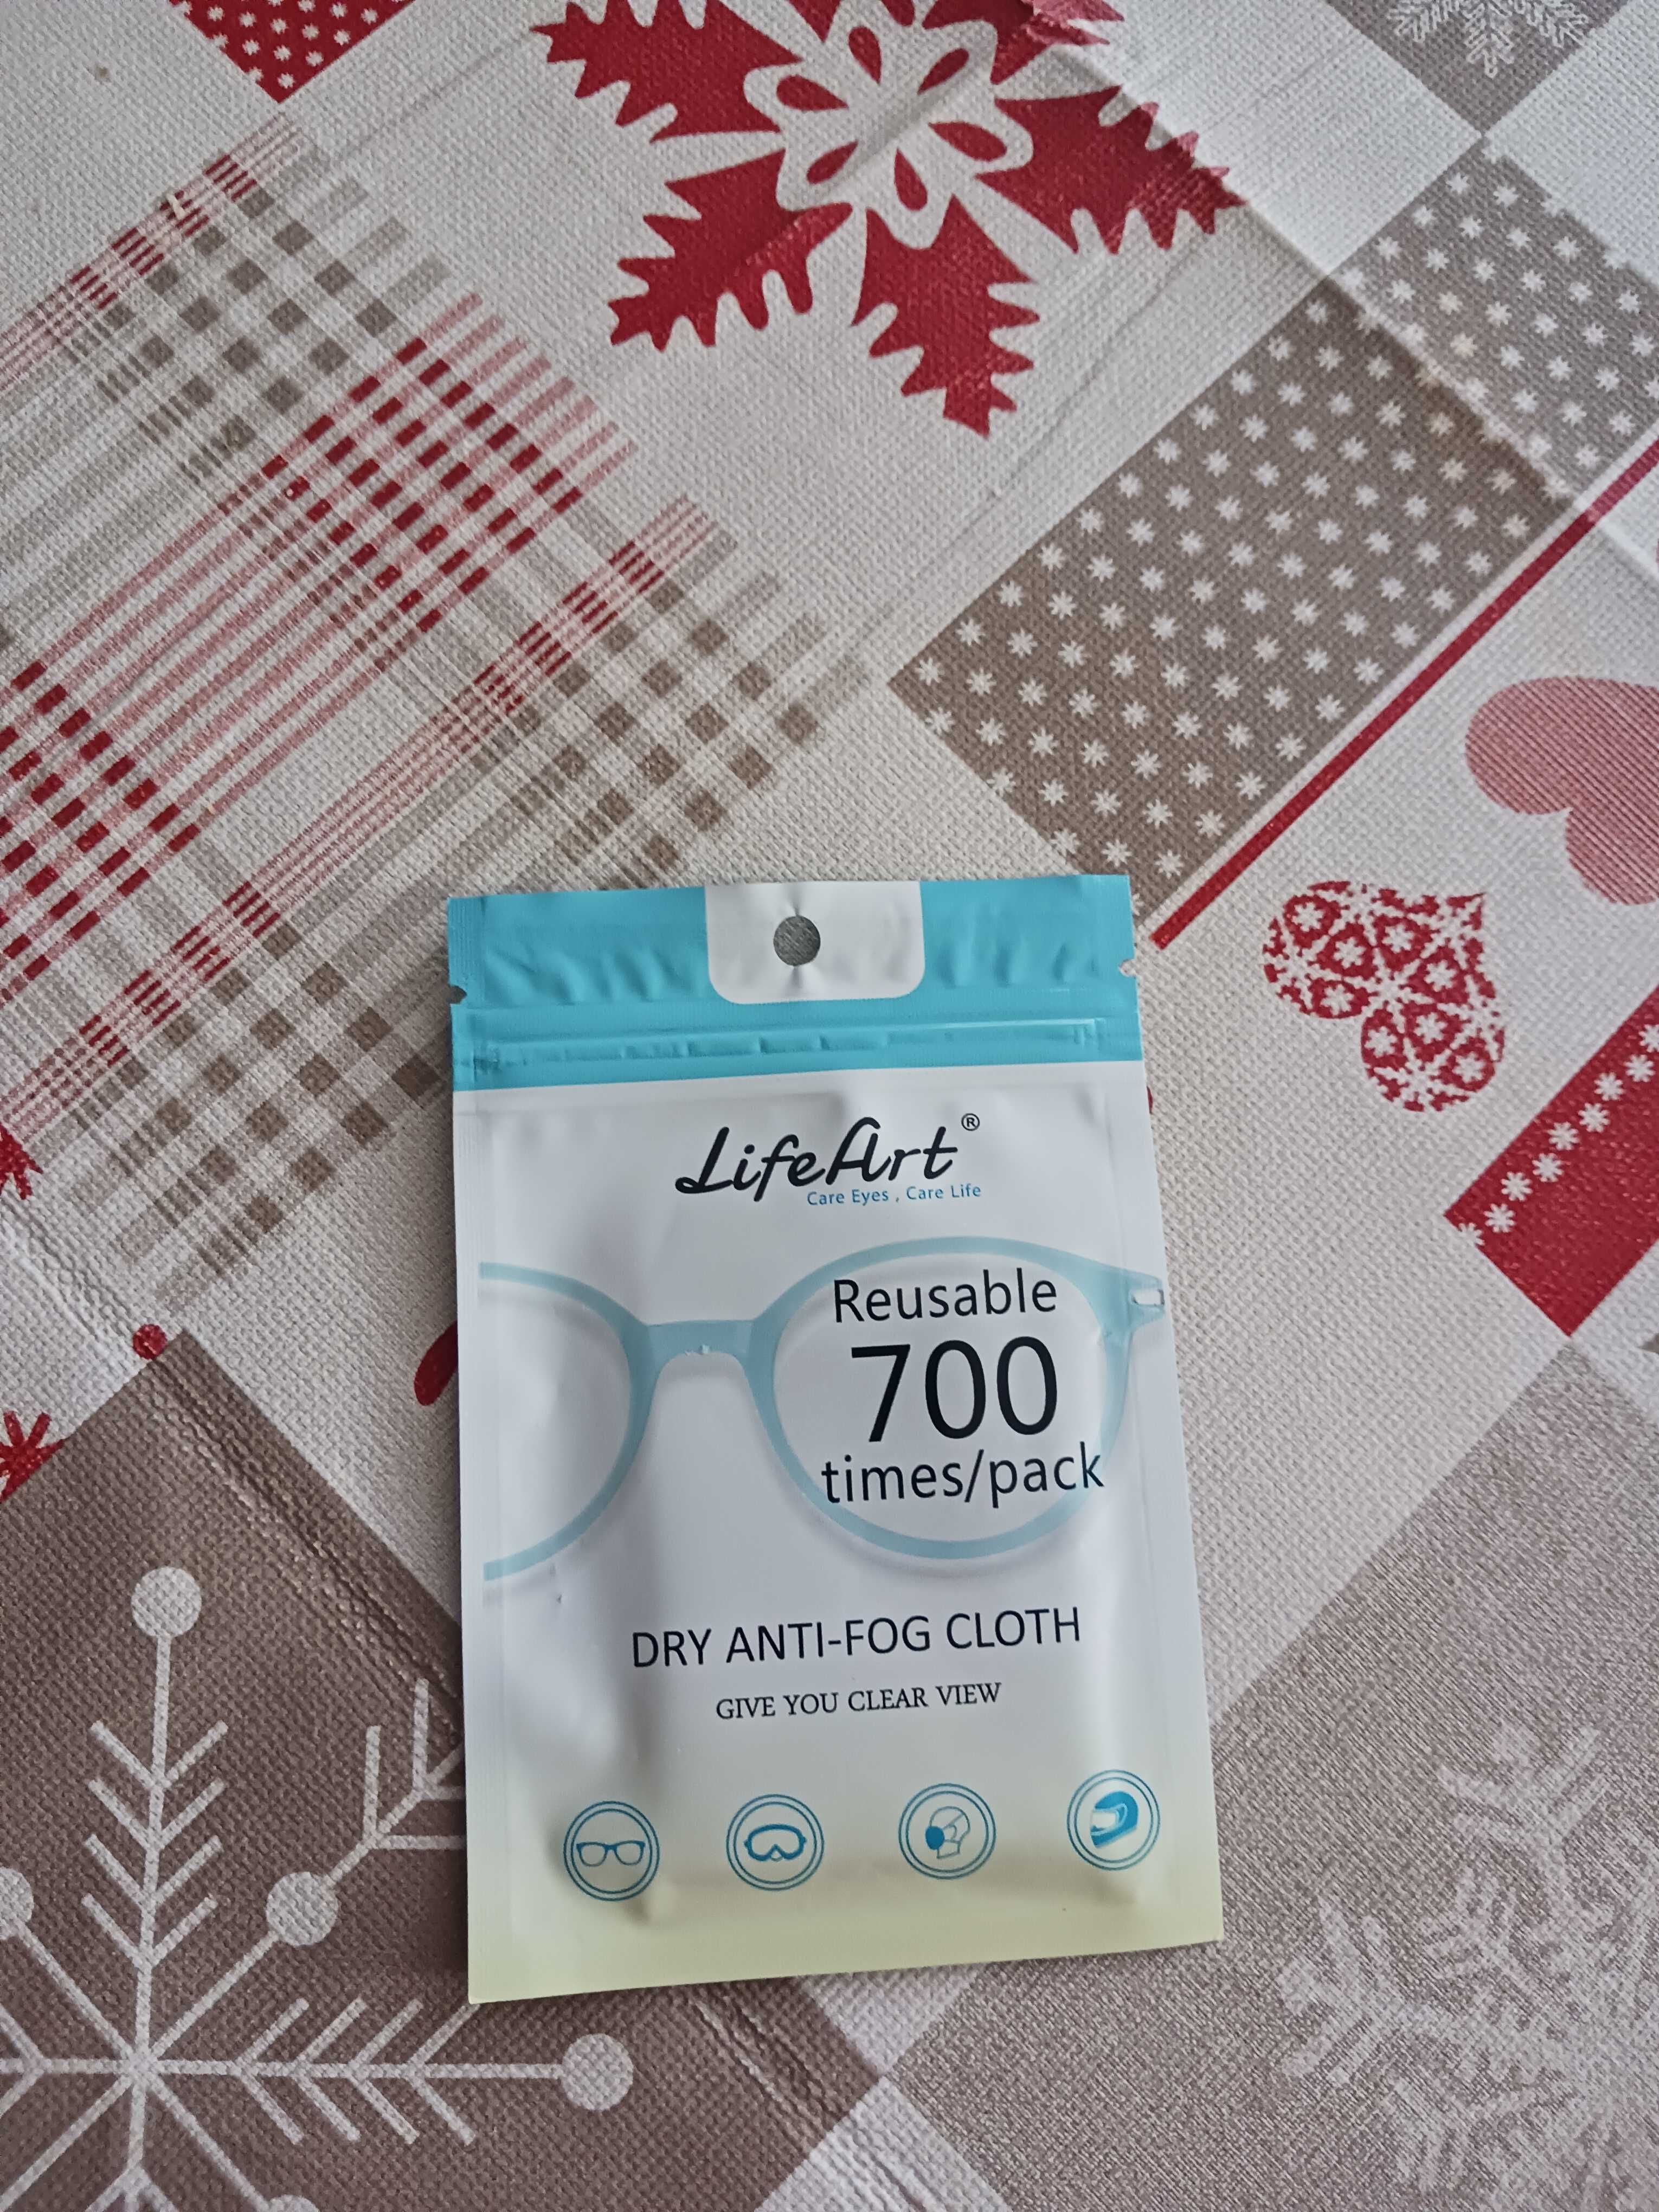 LifeArt®
Care Eyes , Care Life
Reusable
700
times/pack
DRY ANTI-FOG CLOTH
GIVE YOU CLEAR VIEW